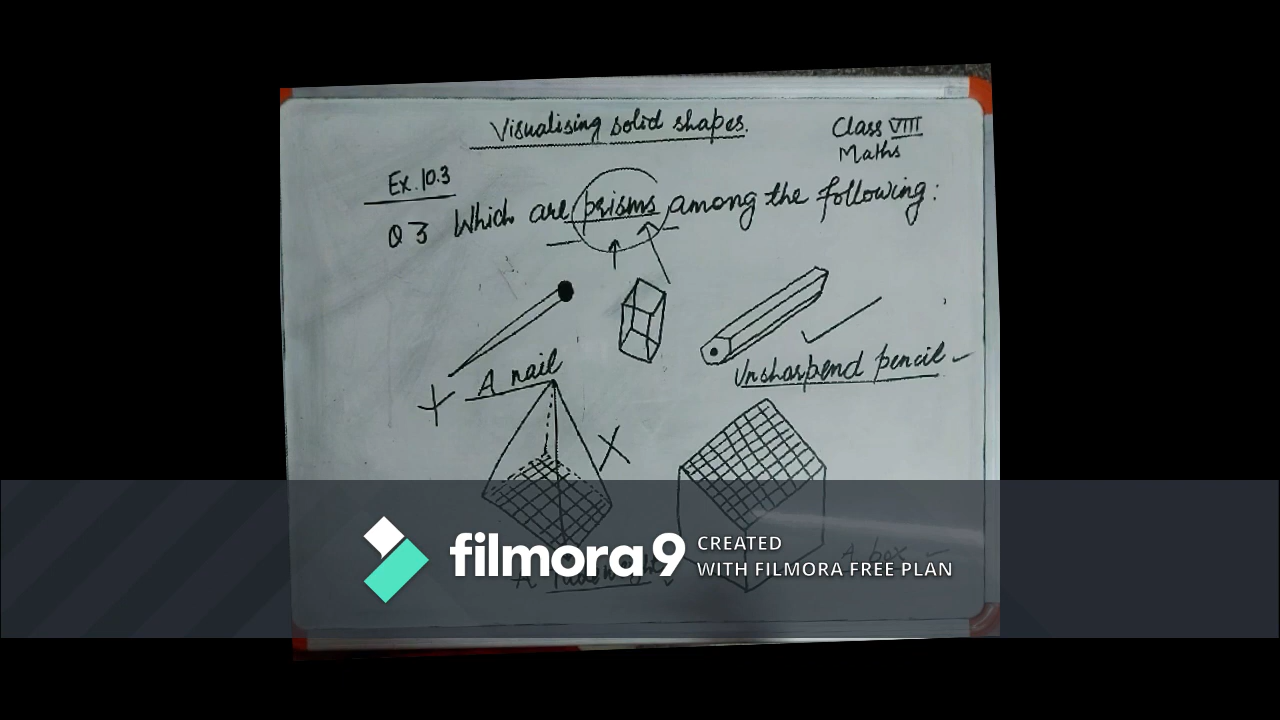 Visualising solid shapes.
Class VIII
Maths
Ex. 10.3
Q 3 Which are prisms among the following:
A nail
Unsharpend pencil
A box
filmora9
CREATED
WITH FILMORA FREE PLAN